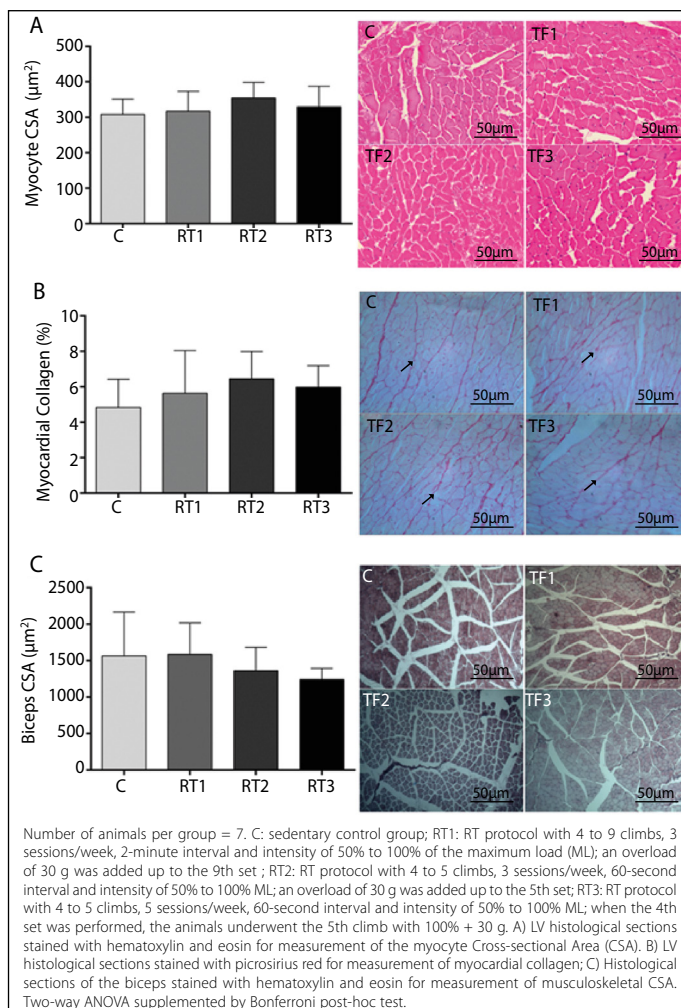 A
Myocyte CSA (µm²)
500
400
300
200
100
0
C RT1 RT2 RT3
C
50µm
TF1
50µm
TF2
50µm
TF3
50µm
B
Myocardial Collagen (%)
10
8
6
4
2
0
C RT1 RT2 RT3
C
50µm
TF1
50µm
TF2
50µm
TF3
50µm
C
Biceps CSA (µm²)
2500
2000
1500
1000
500
0
C RT1 RT2 RT3
C
50µm
TF1
50µm
TF2
50µm
TF3
50µm
Number of animals per group = 7. C: sedentary control group; RT1: RT protocol with 4 to 9 climbs, 3
sessions/week, 2-minute interval and intensity of 50% to 100% of the maximum load (ML); an overload
of 30 g was added up to the 9th set ; RT2: RT protocol with 4 to 5 climbs, 3 sessions/week, 60-second
interval and intensity of 50% to 100% ML; an overload of 30 g was added up to the 5th set; RT3: RT protocol
with 4 to 5 climbs, 5 sessions/week, 60-second interval and intensity of 50% to 100% ML; when the 4th
set was performed, the animals underwent the 5th climb with 100% + 30 g. A) LV histological sections
stained with hematoxylin and eosin for measurement of the myocyte Cross-sectional Area (CSA). B) LV
histological sections stained with picrosirius red for measurement of myocardial collagen; C) Histological
sections of the biceps stained with hematoxylin and eosin for measurement of musculoskeletal CSA.
Two-way ANOVA supplemented by Bonferroni post-hoc test.